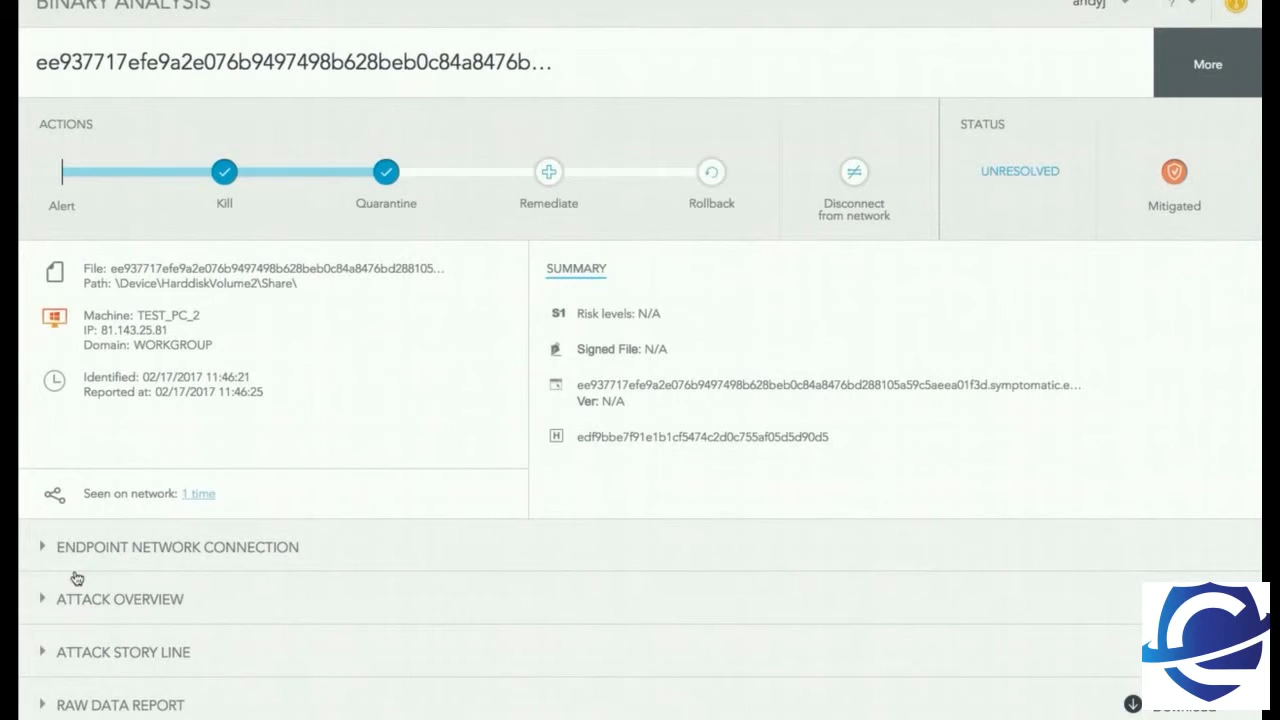 BINARY ANALYSIS
andyj
?
ee937717efe9a2e076b9497498b628beb0c84a8476b...
More
ACTIONS
STATUS
Alert
Kill
Quarantine
Remediate
Rollback
Disconnect
from network
UNRESOLVED
Mitigated
File: ee937717efe9a2e076b9497498b628beb0c84a8476bd288105...
Path: \Device\HarddiskVolume2\Share\
Machine: TEST_PC_2
IP: 81.143.25.81
Domain: WORKGROUP
Identified: 02/17/2017 11:46:21
Reported at: 02/17/2017 11:46:25
Seen on network: 1 time
SUMMARY
S1 Risk levels: N/A
Signed File: N/A
ee937717efe9a2e076b9497498b628beb0c84a8476bd288105a59c5aeea01f3d.symptomatic.e...
Ver: N/A
H edf9bbe7f91e1b1cf5474c2d0c755af05d5d90d5
ENDPOINT NETWORK CONNECTION
ATTACK OVERVIEW
ATTACK STORY LINE
RAW DATA REPORT